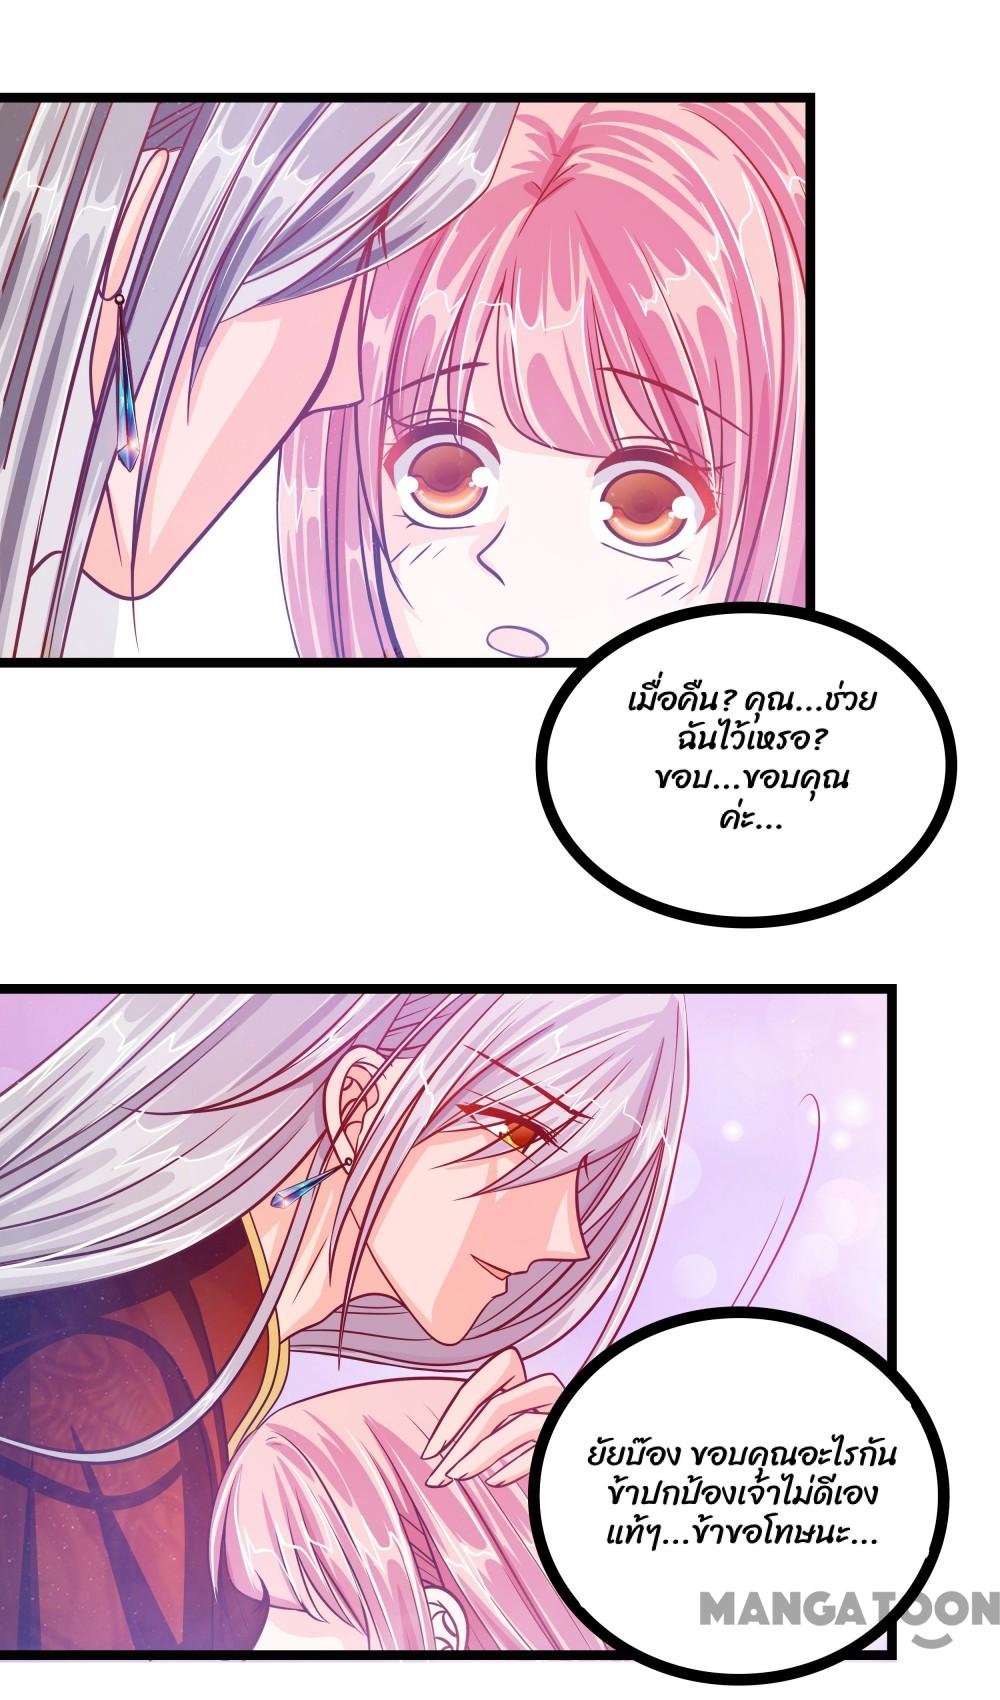 เมื่อคืน? คุณ...ช่วย
ฉันไว้เหรอ?
ขอบ...ขอบคุณ
ค่ะ...
ยัยบ๊อง ขอบคุณอะไรกัน
ข้าปกป้องเจ้าไม่ดีเอง
แท้ๆ...ข้าขอโทษนะ...
MANGATOON